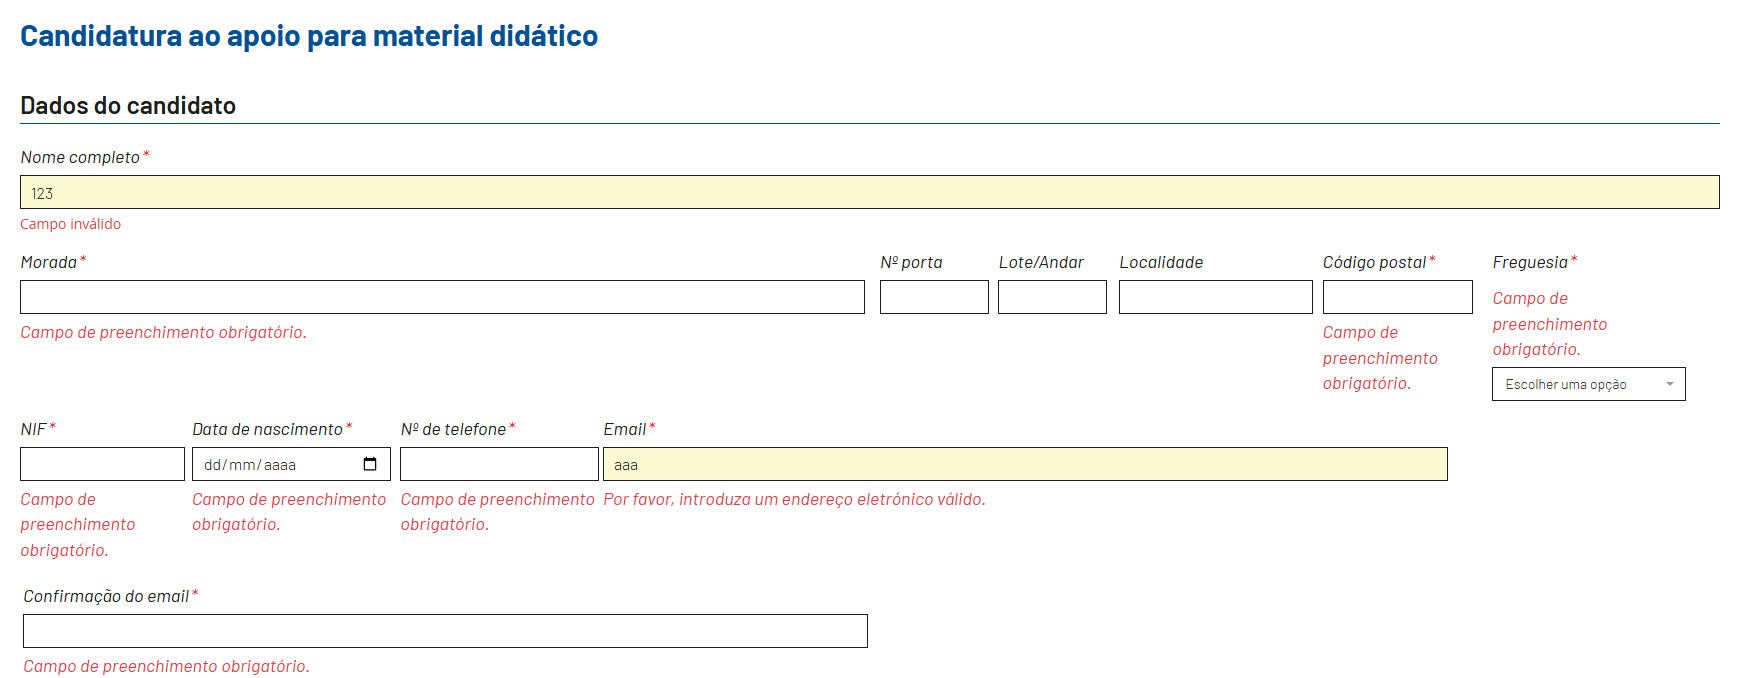 Candidatura ao apoio para material didático
Dados do candidato
Nome completo *
123
Campo inválido
Morada * Nº porta Lote/Andar Localidade Código postal * Freguesia *
Campo de preenchimento obrigatório.
Campo de
preenchimento
obrigatório.
Campo de
preenchimento
obrigatório.
Escolher uma opção
NIF * Data de nascimento * Nº de telefone * Email *
dd/mm/aaaa
aaa
Campo de
preenchimento
obrigatório.
Campo de preenchimento
obrigatório.
Campo de preenchimento
obrigatório.
Por favor, introduza um endereço eletrónico válido.
Confirmação do email *
Campo de preenchimento obrigatório.